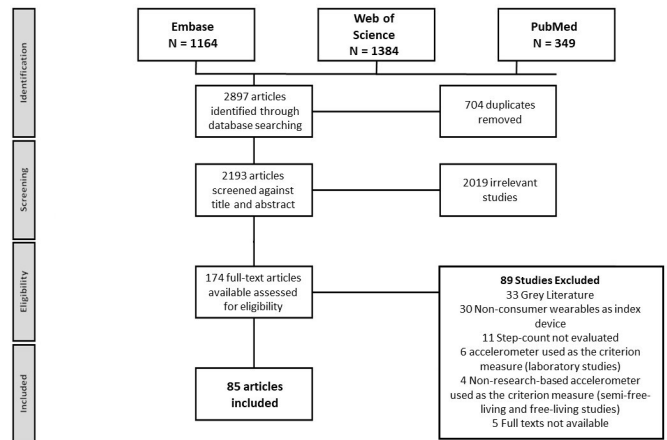 Identification
Embase
N = 1164
Web of
Science
N = 1384
PubMed
N = 349
2897 articles
identified through
database searching
704 duplicates
removed
Screening
2193 articles
screened against
title and abstract
2019 irrelevant
studies
Eligibility
174 full-text articles
available assessed
for eligibility
89 Studies Excluded
33 Grey Literature
30 Non-consumer wearables as index
device
11 Step-count not evaluated
6 accelerometer used as the criterion
measure (laboratory studies)
4 Non-research-based accelerometer
used as the criterion measure (semi-free-
living and free-living studies)
5 Full texts not available
Included
85 articles
included